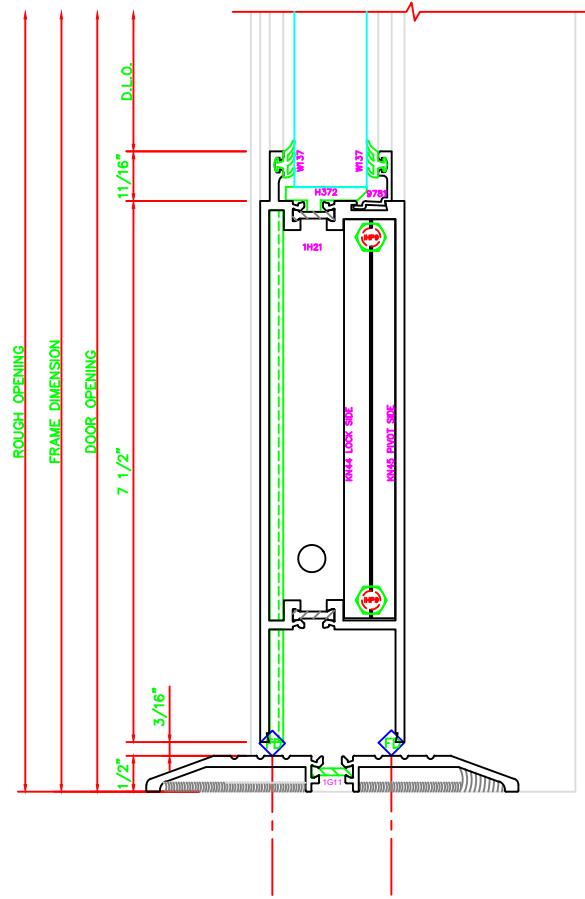 D.L.O.
11/16"
W137
W137
H372
9781
1H21
ROUGH OPENING
FRAME DIMENSION
DOOR OPENING
7 1/2"
KN44 LOCK SIDE
KN45 PIVOT SIDE
3/16"
1/2"
1G11